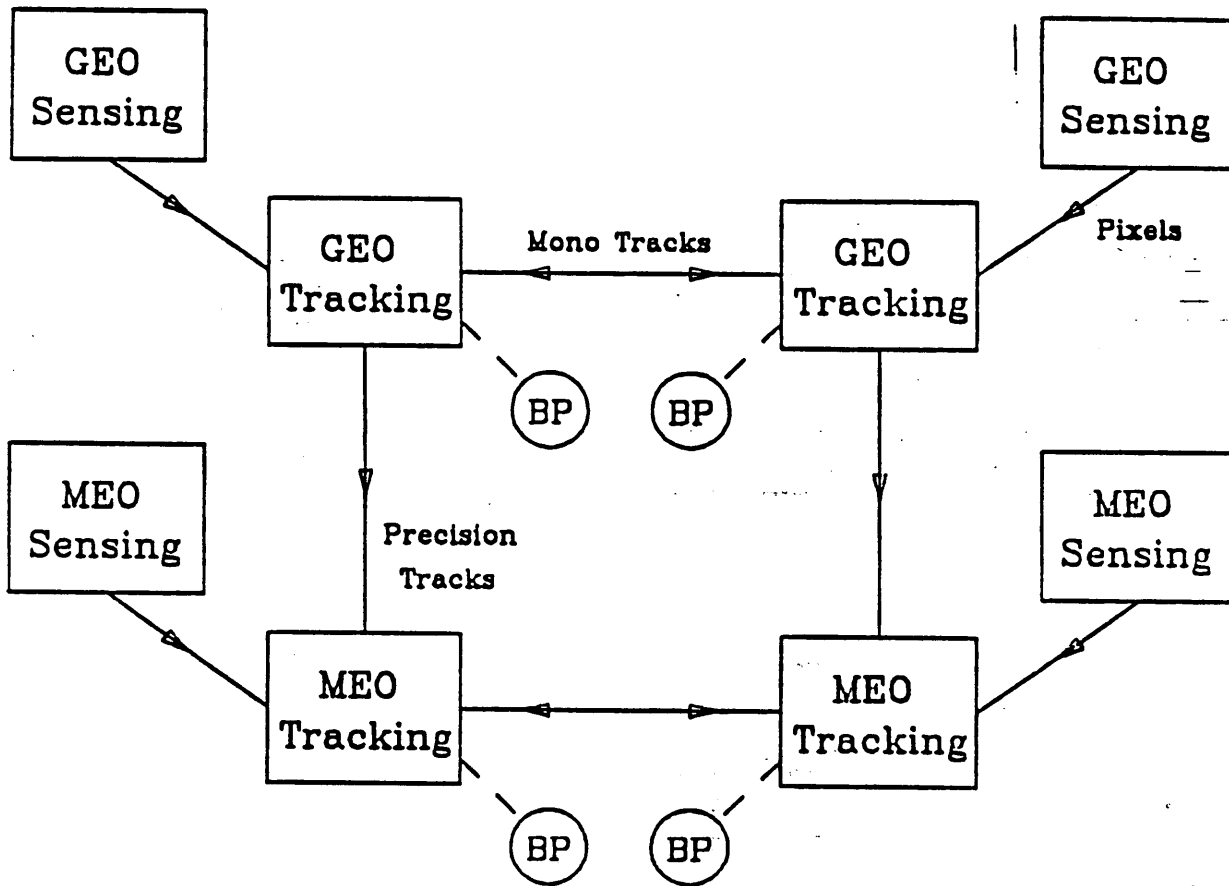 GEO
Sensing
GEO
Sensing
GEO
Tracking
Mono Tracks
GEO
Tracking
Pixels
BP
BP
MEO
Sensing
Precision
Tracks
MEO
Sensing
MEO
Tracking
MEO
Tracking
BP
BP